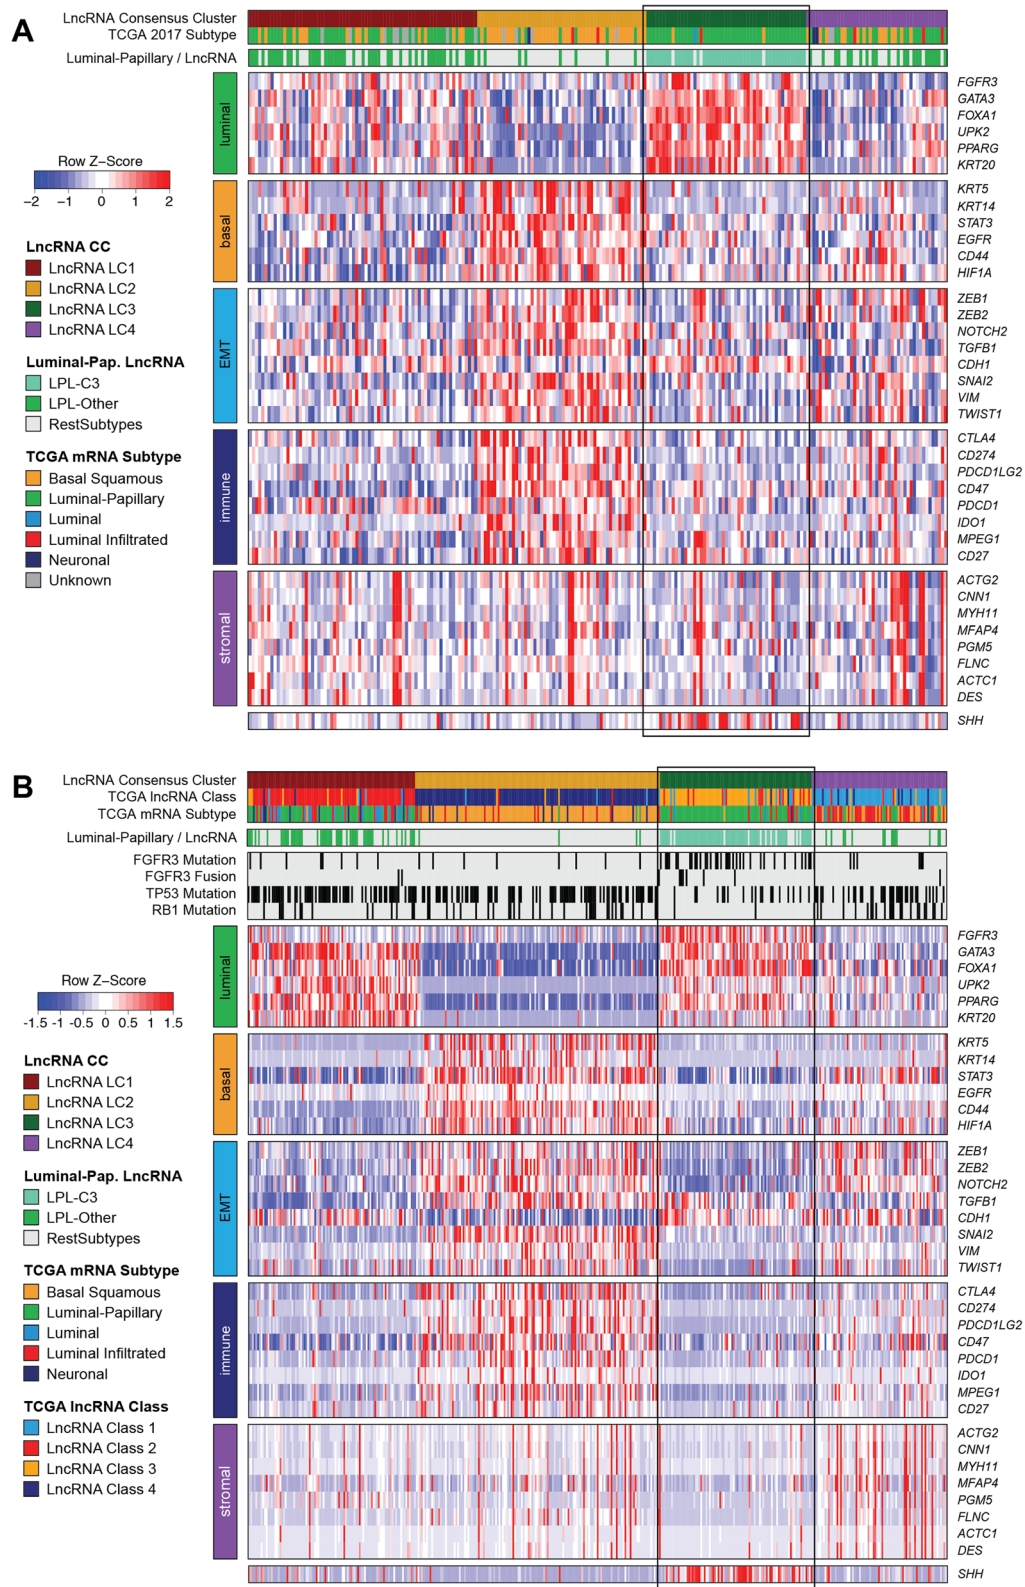 A
LncRNA Consensus Cluster
TCGA 2017 Subtype
Luminal-Papillary / LncRNA
luminal
FGFR3
GATA3
FOXA1
UPK2
PPARG
KRT20
Row Z−Score
−2 −1 0 1 2
basal
KRT5
KRT14
STAT3
EGFR
CD44
HIF1A
LncRNA CC
LncRNA LC1
LncRNA LC2
LncRNA LC3
LncRNA LC4
EMT
ZEB1
ZEB2
NOTCH2
TGFB1
CDH1
SNAI2
VIM
TWIST1
Luminal-Pap. LncRNA
LPL-C3
LPL-Other
RestSubtypes
immune
CTLA4
CD274
PDCD1LG2
CD47
PDCD1
IDO1
MPEG1
CD27
TCGA mRNA Subtype
Basal Squamous
Luminal-Papillary
Luminal
Luminal Infiltrated
Neuronal
Unknown
stromal
ACTG2
CNN1
MYH11
MFAP4
PGM5
FLNC
ACTC1
DES
SHH
B
LncRNA Consensus Cluster
TCGA lncRNA Class
TCGA mRNA Subtype
Luminal-Papillary / LncRNA
FGFR3 Mutation
FGFR3 Fusion
TP53 Mutation
RB1 Mutation
luminal
FGFR3
GATA3
FOXA1
UPK2
PPARG
KRT20
Row Z−Score
-1.5 -0.5 0 0.5 1 1.5
basal
KRT5
KRT14
STAT3
EGFR
CD44
HIF1A
LncRNA CC
LncRNA LC1
LncRNA LC2
LncRNA LC3
LncRNA LC4
EMT
ZEB1
ZEB2
NOTCH2
TGFB1
CDH1
SNAI2
VIM
TWIST1
Luminal-Pap. LncRNA
LPL-C3
LPL-Other
RestSubtypes
TCGA mRNA Subtype
Basal Squamous
Luminal-Papillary
Luminal
Luminal Infiltrated
Neuronal
immune
CTLA4
CD274
PDCD1LG2
CD47
PDCD1
IDO1
MPEG1
CD27
TCGA lncRNA Class
LncRNA Class 1
LncRNA Class 2
LncRNA Class 3
LncRNA Class 4
stromal
ACTG2
CNN1
MYH11
MFAP4
PGM5
FLNC
ACTC1
DES
SHH